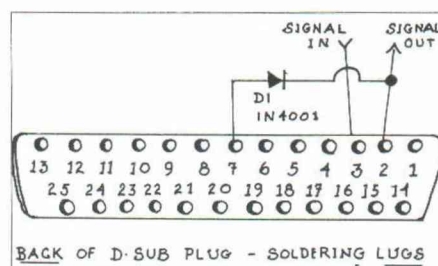 SIGNAL IN
SIGNAL OUT
D1
1N4001
13 12 11 10 9 8 7 6 5 4 3 2 1
25 24 23 22 21 20 19 18 17 16 15 14
BACK OF D-SUB PLUG - SOLDERING LUGS